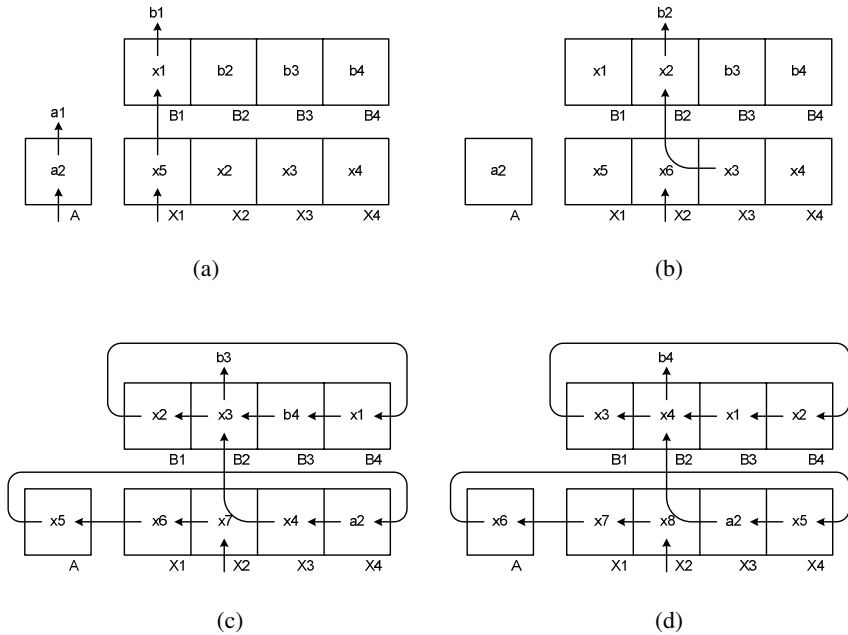 b1
x1 b2 b3 b4
B1 B2 B3 B4
a1
a2 x5 x2 x3 x4
A X1 X2 X3 X4
(a)
b2
x1 x2 b3 b4
B1 B2 B3 B4
a2 x5 x6 x3 x4
A X1 X2 X3 X4
(b)
b3
x2 x3 b4 x1
B1 B2 B3 B4
x5 x6 x7 x4 a2
A X1 X2 X3 X4
(c)
b4
x3 x4 x1 x2
B1 B2 B3 B4
x6 x7 x8 a2 x5
A X1 X2 X3 X4
(d)